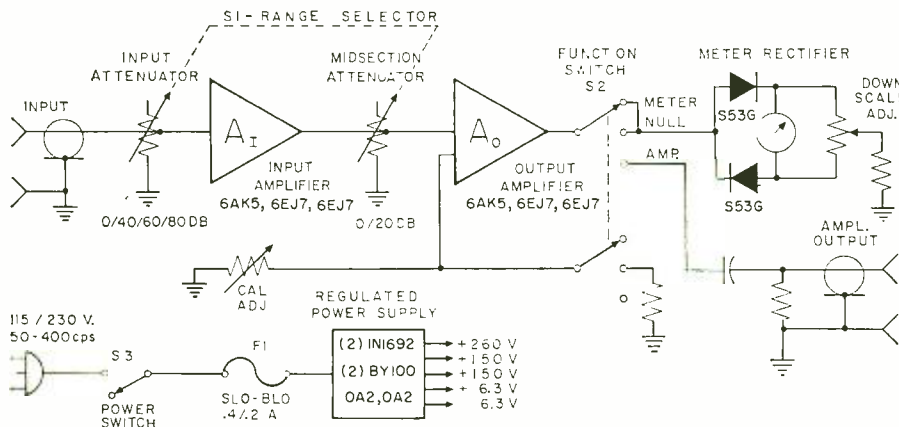 S1-RANGE SELECTOR
INPUT
ATTENUATOR
MIDSECTION
ATTENUATOR
FUNCTION
SWITCH
S2
METER RECTIFIER
INPUT
METER
NULL
S53G
DOWN
SCALE
ADJ.
A I
A O
AMP.
INPUT
AMPLIFIER
6AK5, 6EJ7, 6EJ7
OUTPUT
AMPLIFIER
6AK5, 6EJ7, 6EJ7
S53G
0/40/60/80DB
0/20DB
AMPL.
OUTPUT
CAL
ADJ
115 / 230 V.
50-400cps
S3
POWER
SWITCH
F1
SLO-BLO
.4/.2 A
REGULATED
POWER SUPPLY
(2) IN1692
(2) BY100
0A2, 0A2
+260 V
+150 V
+150 V
+ 6.3 V
6.3 V